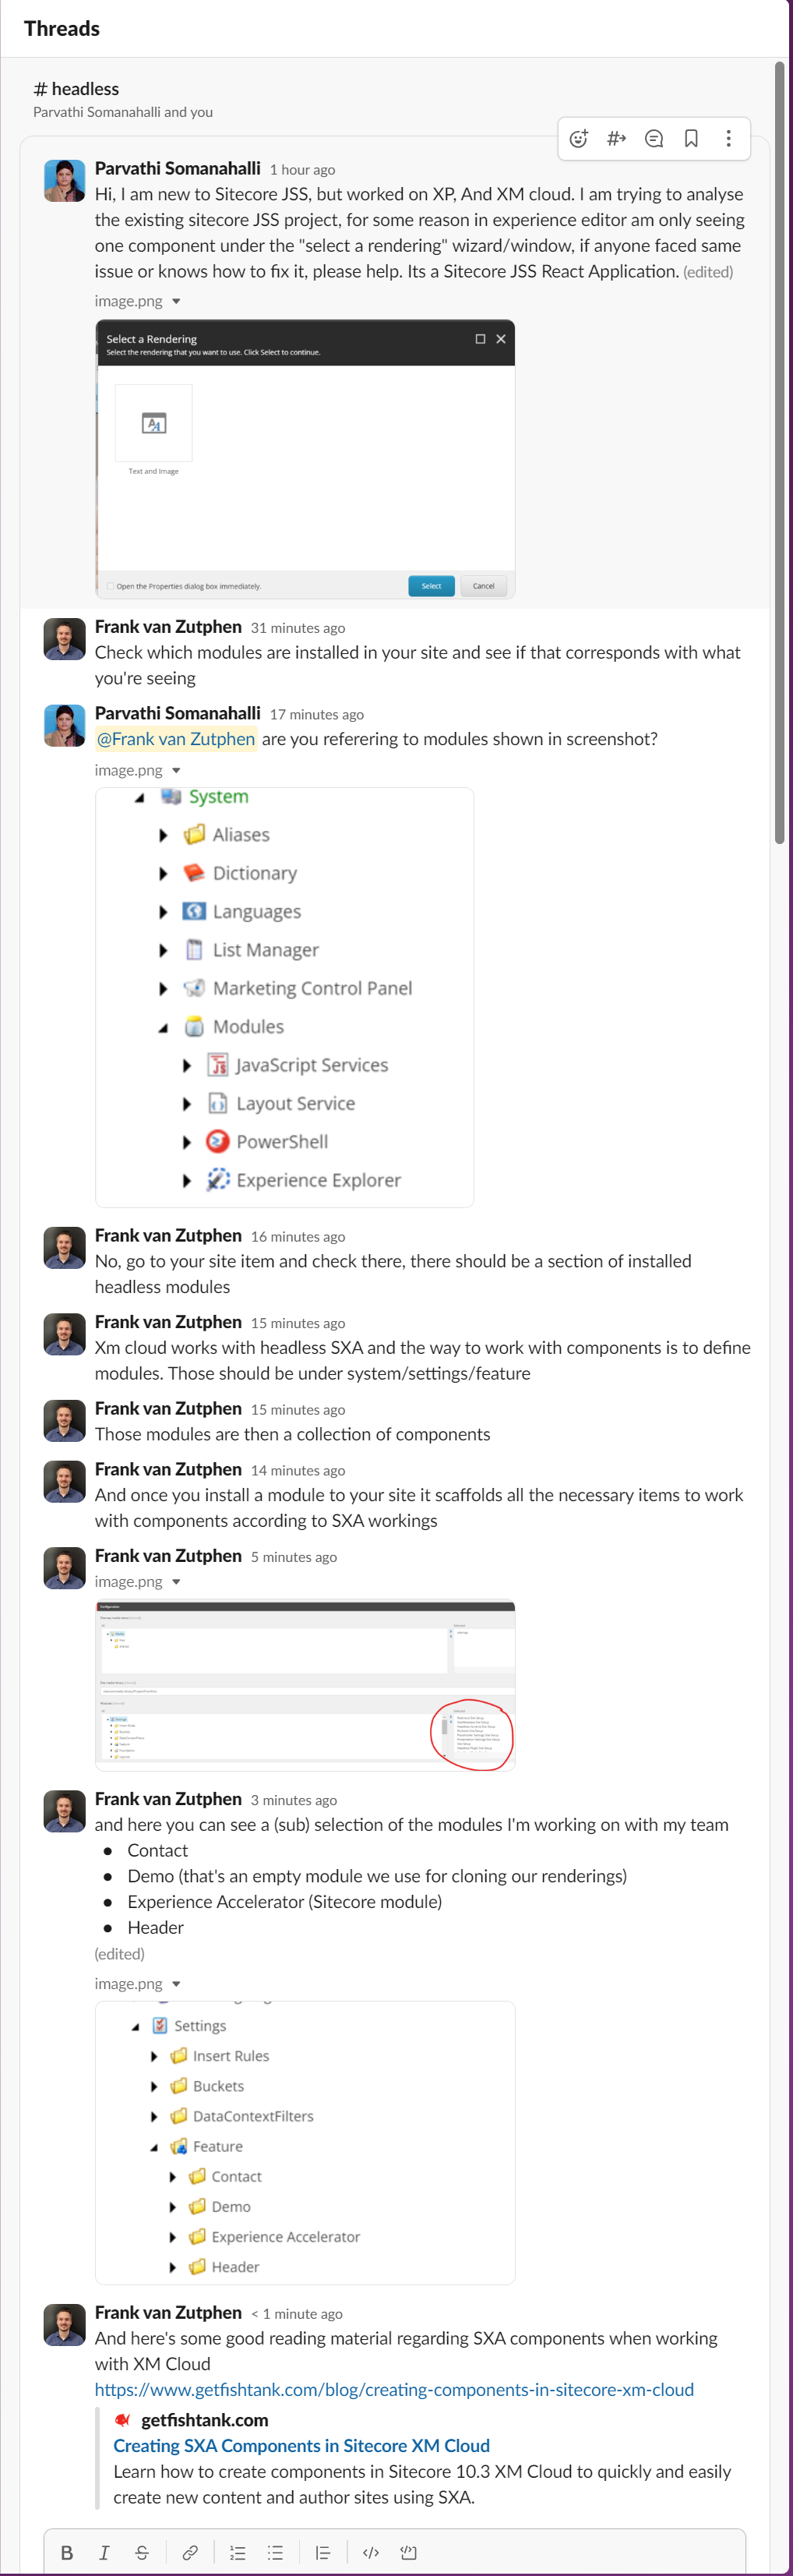 Threads
# headless
Parvathi Somanahalli and you
Parvathi Somanahalli 1 hour ago
Hi, I am new to Sitecore JSS, but worked on XP, And XM cloud. I am trying to analyse
the existing sitecore JSS project, for some reason in experience editor am only seeing
one component under the "select a rendering" wizard/window, if anyone faced same
issue or knows how to fix it, please help. Its a Sitecore JSS React Application. (edited)
image.png
Select a Rendering
Select the rendering that you want to use. Click Select to continue.
Text and Image
Open the Properties dialog box immediately.
Select
Cancel
Frank van Zutphen 31 minutes ago
Check which modules are installed in your site and see if that corresponds with what
you're seeing
Parvathi Somanahalli 17 minutes ago
@Frank van Zutphen are you referering to modules shown in screenshot?
image.png
System
Aliases
Dictionary
Languages
List Manager
Marketing Control Panel
Modules
JavaScript Services
Layout Service
PowerShell
Experience Explorer
Frank van Zutphen 16 minutes ago
No, go to your site item and check there, there should be a section of installed
headless modules
Frank van Zutphen 15 minutes ago
Xm cloud works with headless SXA and the way to work with components is to define
modules. Those should be under system/settings/feature
Frank van Zutphen 15 minutes ago
Those modules are then a collection of components
Frank van Zutphen 14 minutes ago
And once you install a module to your site it scaffolds all the necessary items to work
with components according to SXA workings
Frank van Zutphen 5 minutes ago
image.png
Frank van Zutphen 3 minutes ago
and here you can see a (sub) selection of the modules I'm working on with my team
● Contact
● Demo (that's an empty module we use for cloning our renderings)
● Experience Accelerator (Sitecore module)
● Header
(edited)
image.png
Settings
Insert Rules
Buckets
DataContextFilters
Feature
Contact
Demo
Experience Accelerator
Header
Frank van Zutphen < 1 minute ago
And here's some good reading material regarding SXA components when working
with XM Cloud
https://www.getfishtank.com/blog/creating-components-in-sitecore-xm-cloud
getfishtank.com
Creating SXA Components in Sitecore XM Cloud
Learn how to create components in Sitecore 10.3 XM Cloud to quickly and easily
create new content and author sites using SXA.